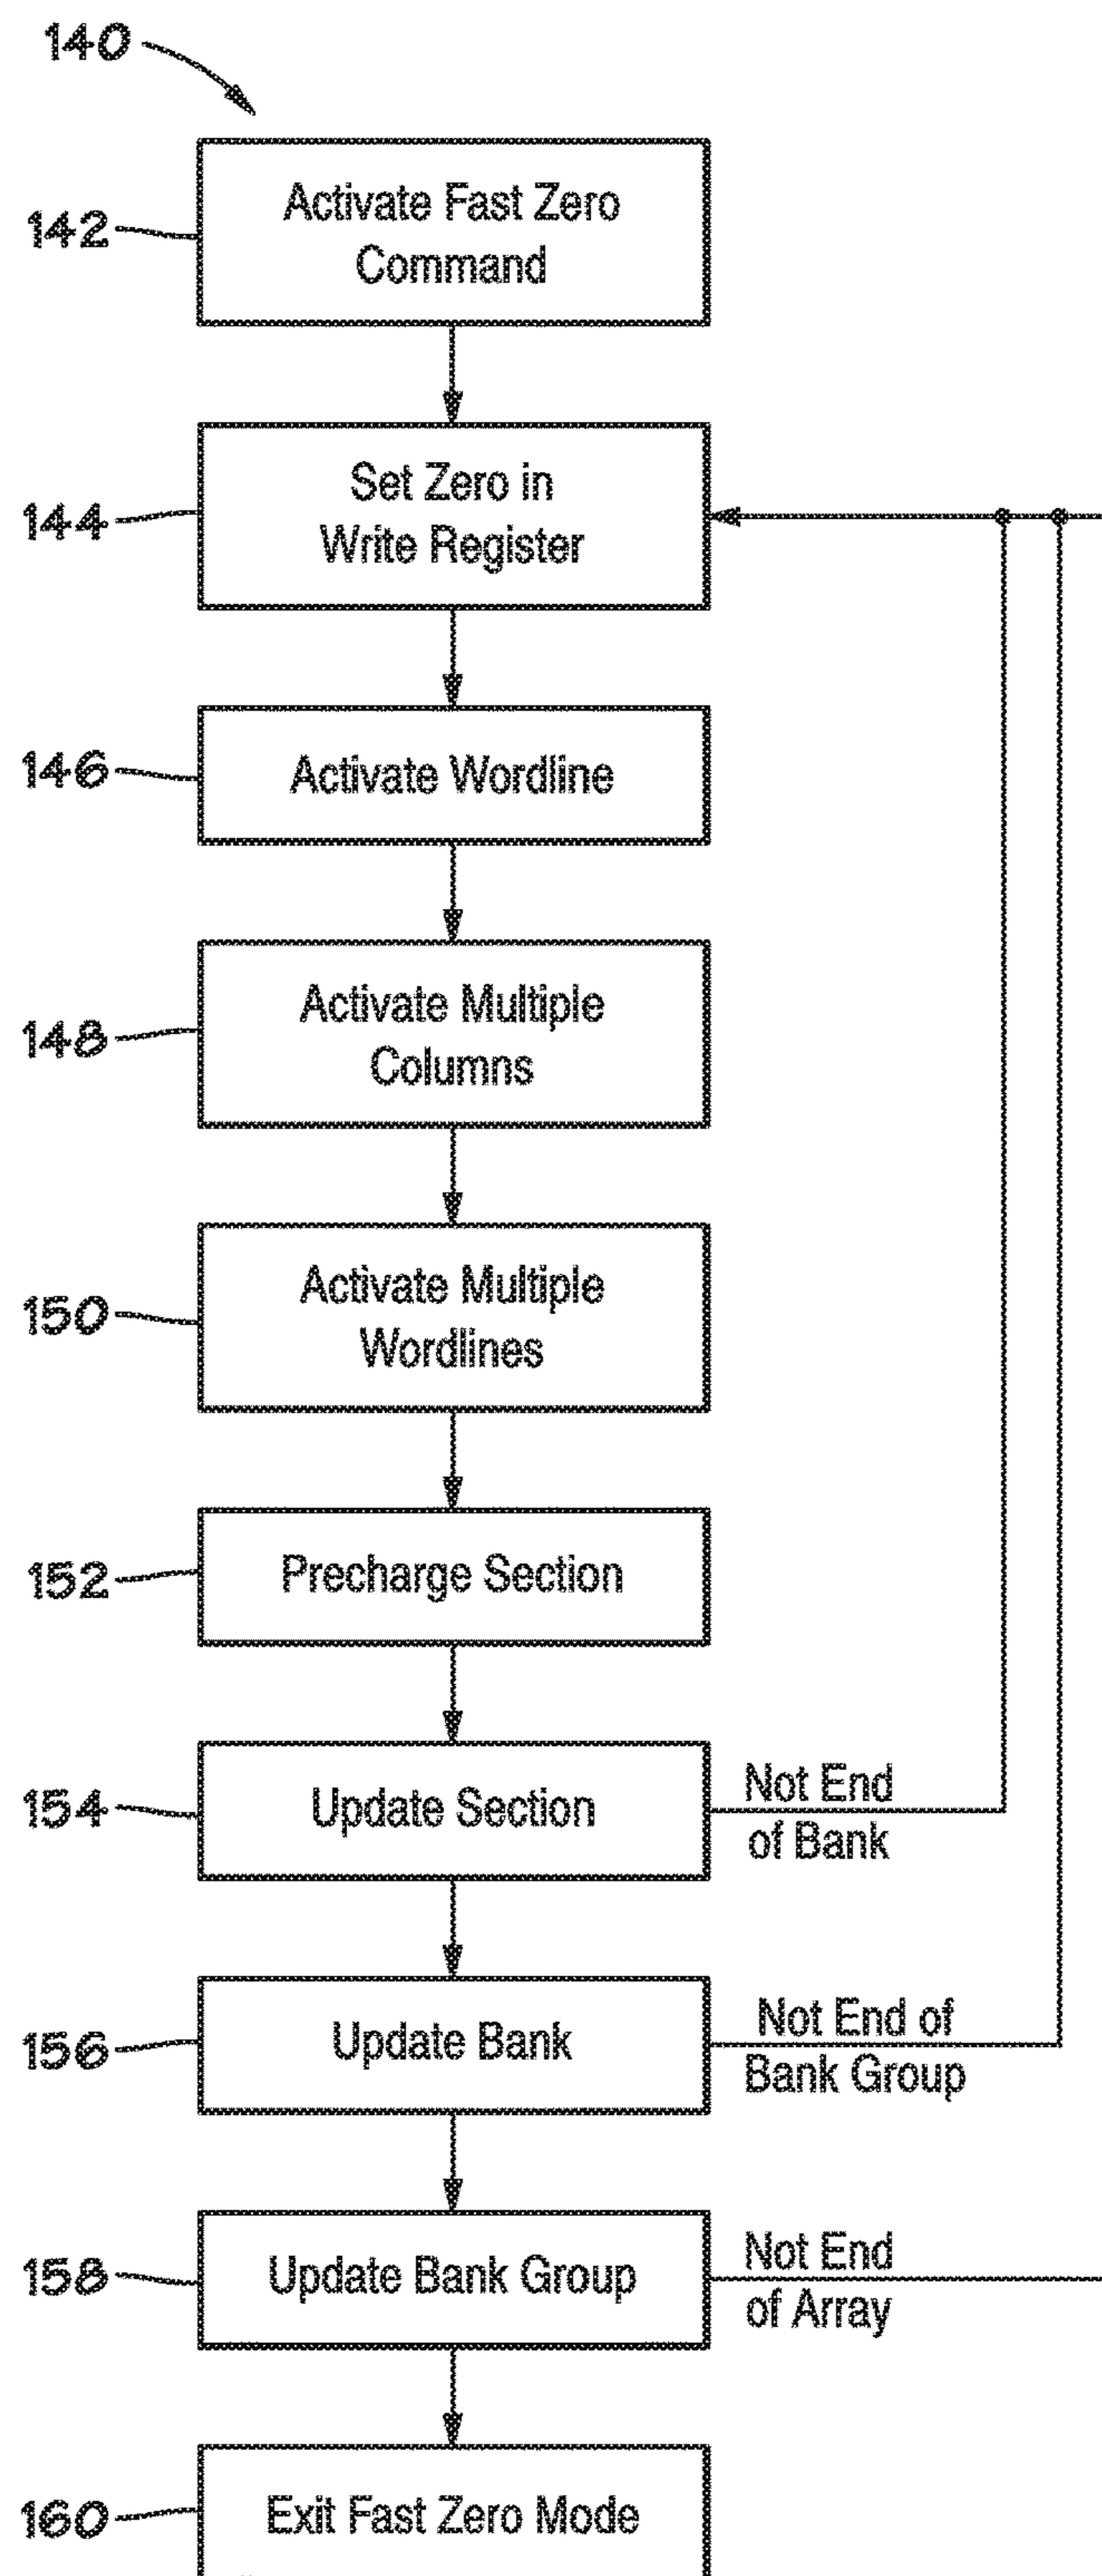 140
142
Activate Fast Zero
Command
144
Set Zero in
Write Register
146
Activate Wordline
148
Activate Multiple
Columns
150
Activate Multiple
Wordlines
152
Precharge Section
154
Update Section
Not End
of Bank
156
Update Bank
Not End of
Bank Group
158
Update Bank Group
Not End
of Array
160
Exit Fast Zero Mode